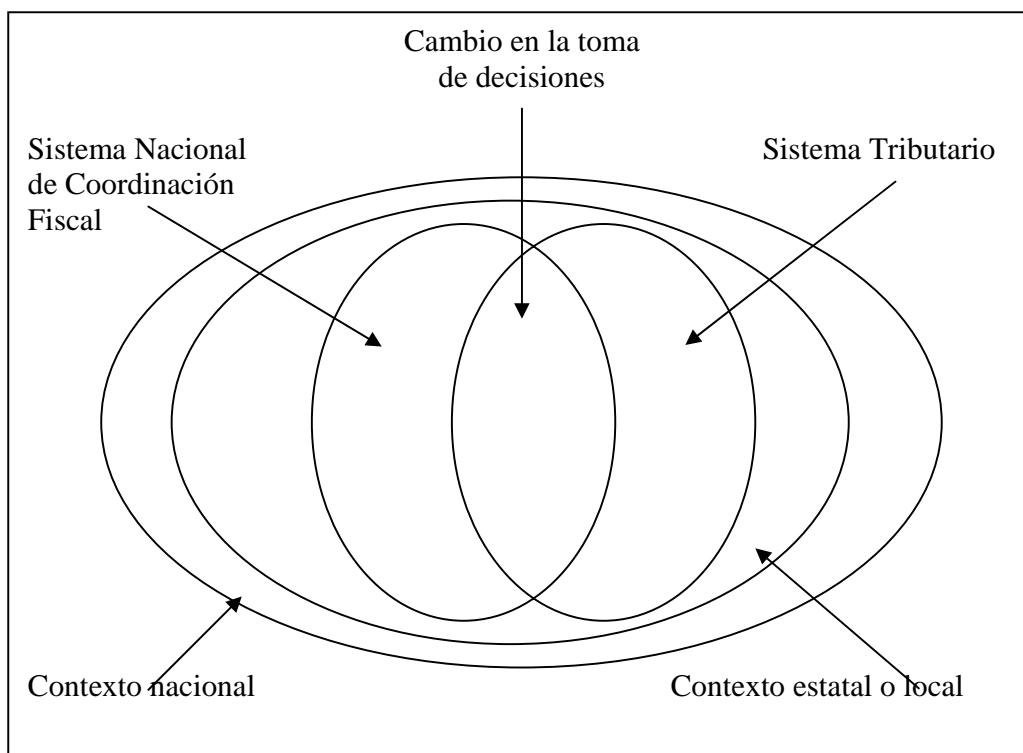 Cambio en la toma
de decisiones
Sistema Nacional
de Coordinación
Fiscal
Sistema Tributario
Contexto nacional
Contexto estatal o local